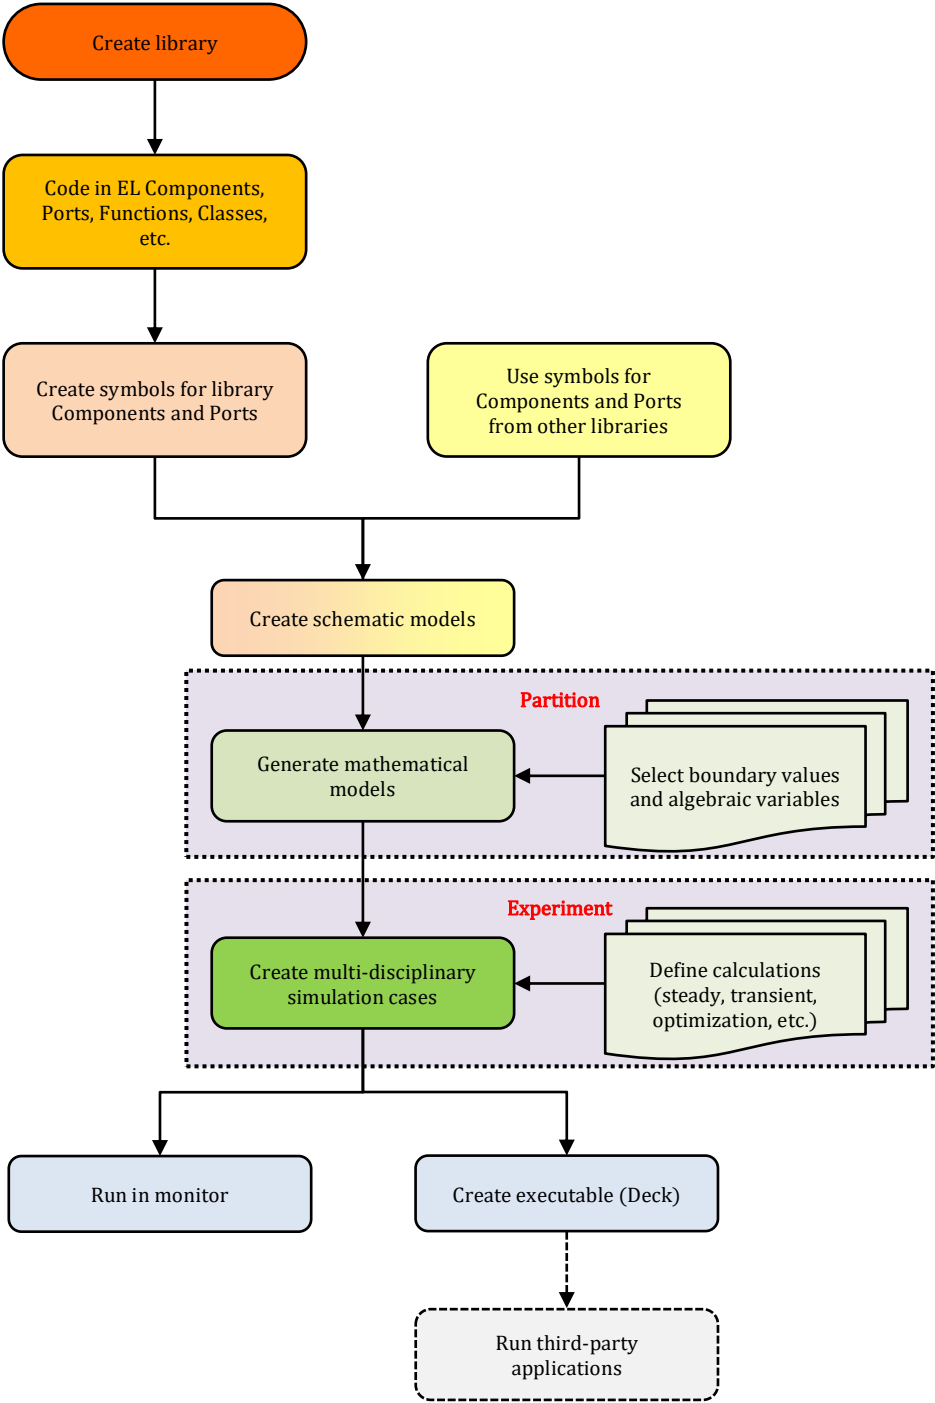 Create library
Code in EL Components,
Ports, Functions, Classes,
etc.
Create symbols for library
Components and Ports
Use symbols for
Components and Ports
from other libraries
Create schematic models
Partition
Generate mathematical
models
Select boundary values
and algebraic variables
Experiment
Create multi-disciplinary
simulation cases
Define calculations
(steady, transient,
optimization, etc.)
Run in monitor
Create executable (Deck)
Run third-party
applications